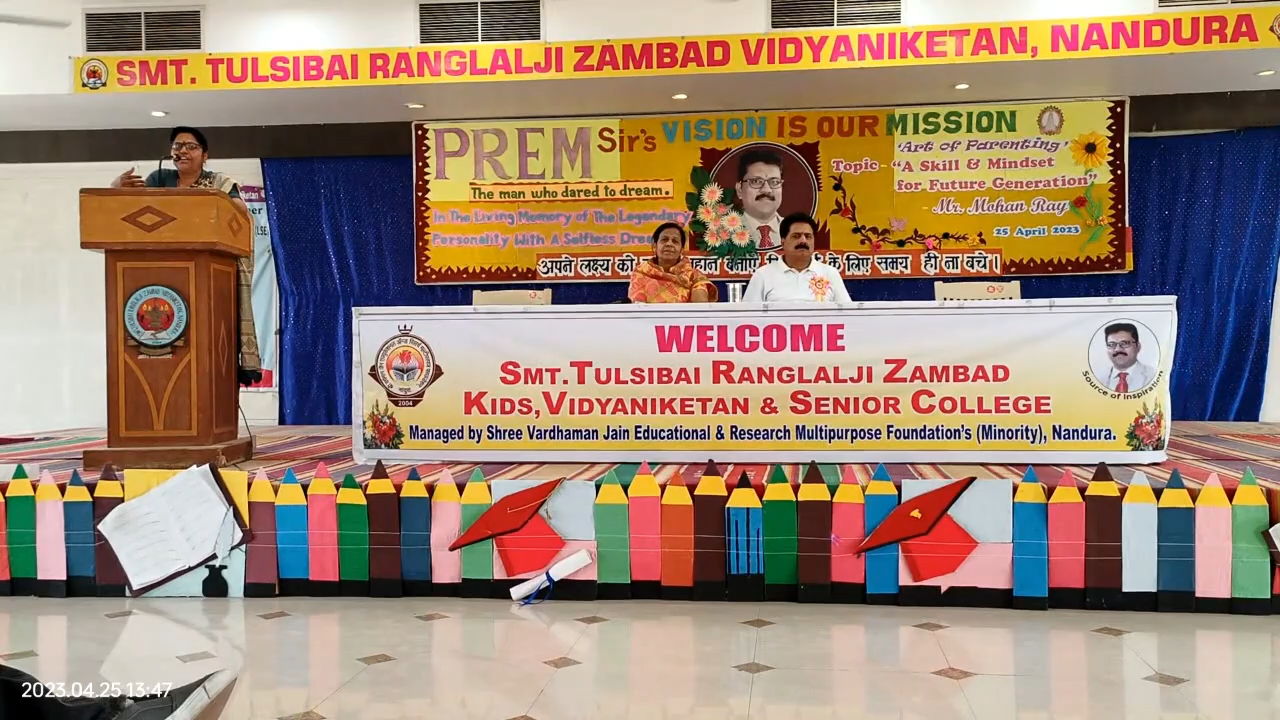 SMT. TULSIBAI RANGLALJI ZAMBAD VIDYANIKETAN, NANDURA
PREM Sir's VISION IS OUR MISSION
The man who dared to dream.
In The Living Memory of The Legendary
Personality With A Selfless
'Art of Parenting'
Topic - "A Skill & Mindset
for Future Generation"
- Mr. Mohan Ray
25 April 2023
अपने लक्ष्य को महान बनाएँ के लिए समय ही ना बचे।
WELCOME
SMT. TULSIBAI RANGLALJI ZAMBAD
KIDS, VIDYANIKETAN & SENIOR COLLEGE
Managed by Shree Vardhaman Jain Educational & Research Multipurpose Foundation's (Minority), Nandura.
2004
Source of Inspiration
2023.04.25 13:47